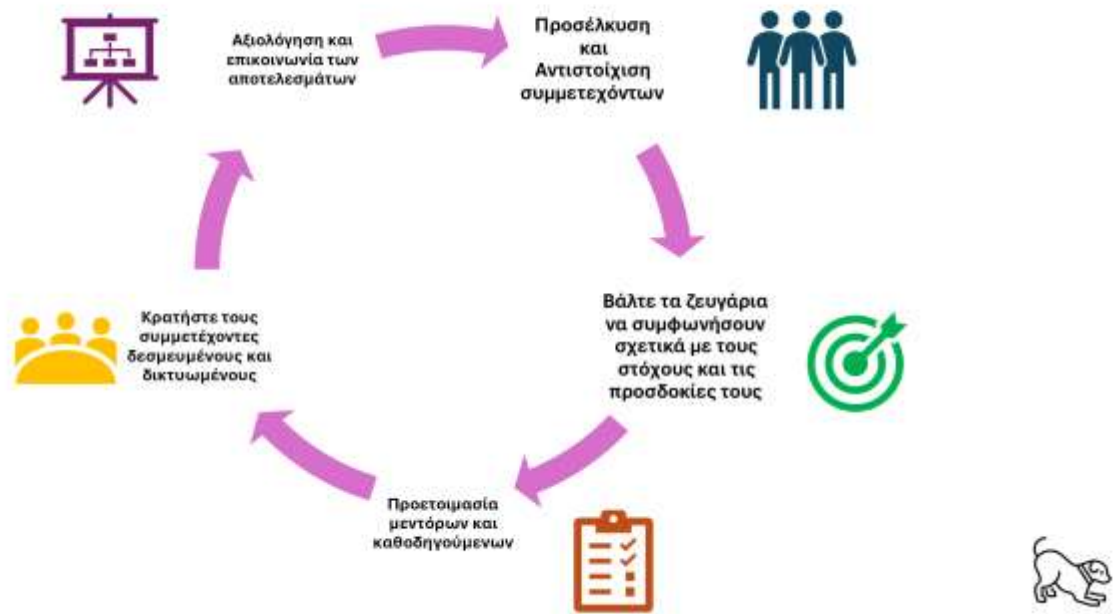 Αξιολόγηση και
επικοινωνία των
αποτελεσμάτων
Προσέλκυση
και
Αντιστοίχιση
συμμετεχόντων
Βάλτε τα ζευγάρια
να συμφωνήσουν
σχετικά με τους
στόχους και τις
προσδοκίες τους
Προετοιμασία
μεντόρων και
καθοδηγούμενων
Κρατήστε τους
συμμετέχοντες
δεσμευμένους και
δικτυωμένους